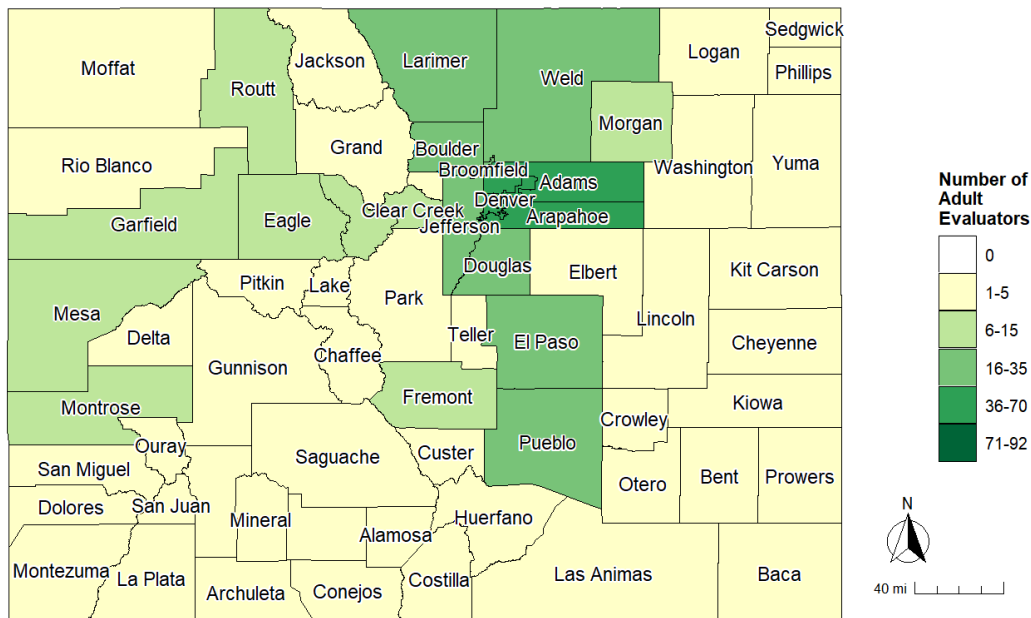 Sedgwick
Logan
Phillips
Moffat
Jackson
Larimer
Weld
Routt
Morgan
Grand
Boulder
Rio Blanco
Broomfield
Washington
Yuma
Adams
Denver
Clear Creek
Arapahoe
Garfield
Eagle
Jefferson
Douglas
Elbert
Kit Carson
Pitkin
Lake
Park
Mesa
Lincoln
Delta
Teller
El Paso
Cheyenne
Chaffee
Gunnison
Fremont
Montrose
Kiowa
Crowley
Ouray
Pueblo
Custer
Saguache
San Miguel
Otero
Bent
Prowers
Dolores
San Juan
Mineral
Huerfano
Alamosa
Montezuma
La Plata
Costilla
Las Animas
Baca
Archuleta
Conejos
Number of
Adult
Evaluators
0
1-5
6-15
16-35
36-70
71-92
N
40 mi